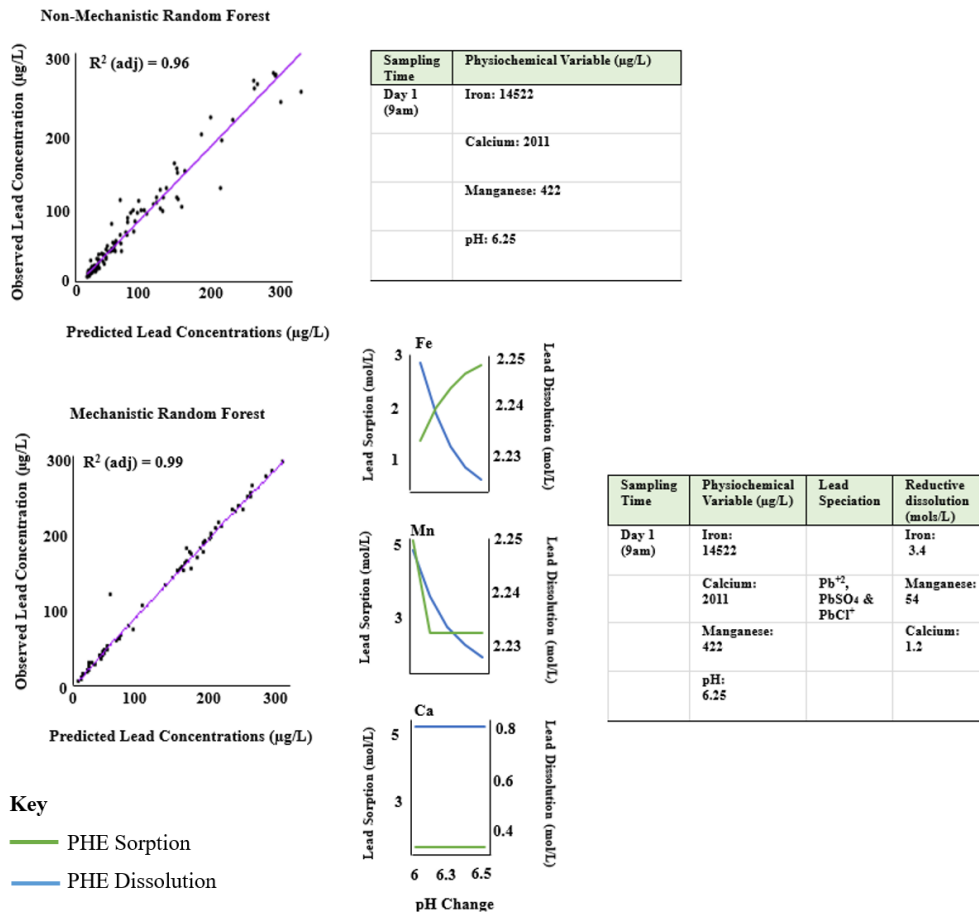 Non-Mechanistic Random Forest
R² (adj) = 0.96
Observed Lead Concentration (µg/L)
300
200
100
0
0
100
200
300
Predicted Lead Concentrations (µg/L)
Sampling Time
Physiochemical Variable (µg/L)
Day 1 (9am)
Iron: 14522
Calcium: 2011
Manganese: 422
pH: 6.25
Mechanistic Random Forest
R² (adj) = 0.99
Observed Lead Concentration (µg/L)
300
200
100
0
0
100
200
300
Predicted Lead Concentrations (µg/L)
Fe
Lead Sorption (mol/L)
3
2
1
2.25
2.24
2.23
Lead Dissolution (mol/L)
Mn
Lead Sorption (mol/L)
5
3
2.25
2.24
2.23
Lead Dissolution (mol/L)
Ca
Lead Sorption (mol/L)
5
3
0.8
0.6
0.4
Lead Dissolution (mol/L)
6
6.3
6.5
pH Change
Sampling
Time
Physiochemical
Variable (µg/L)
Lead
Speciation
Reductive
dissolution
(mols/L)
Day 1
(9am)
Iron:
14522
Iron:
3.4
Calcium:
2011
Pb⁺²,
PbSO₄ &
PbCl⁺
Manganese:
54
Manganese:
422
Calcium:
1.2
pH:
6.25
Key
PHE Sorption
PHE Dissolution